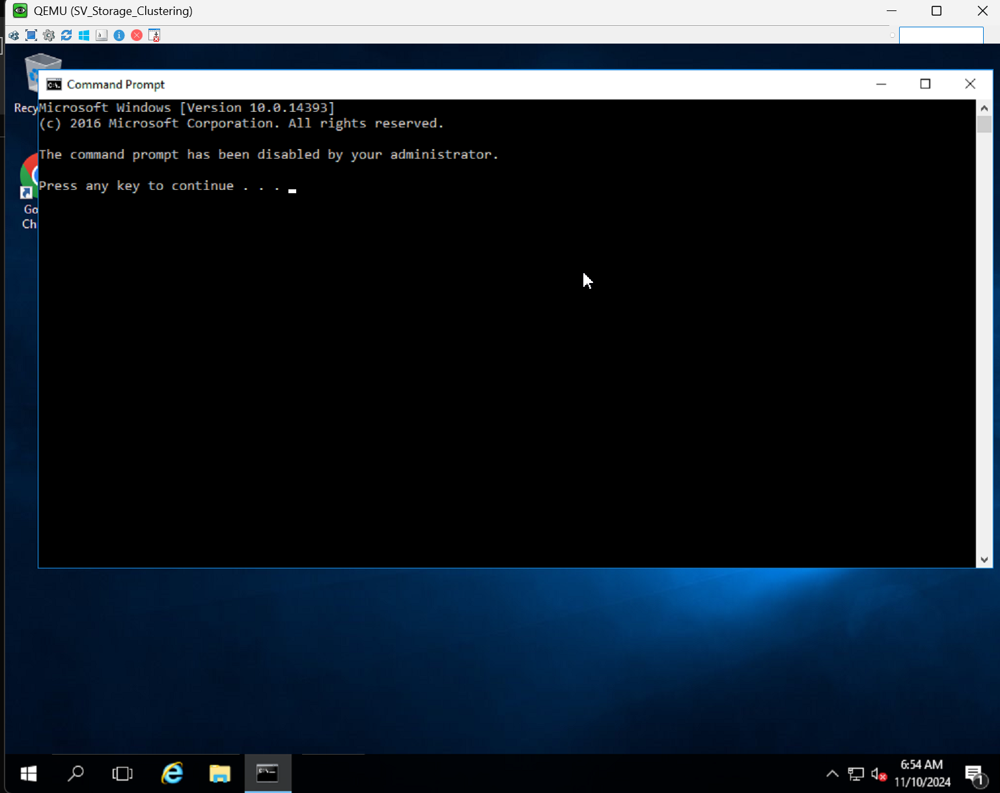 QEMU (SV_Storage_Clustering)
Command Prompt
Recy
Microsoft Windows [Version 10.0.14393]
(c) 2016 Microsoft Corporation. All rights reserved.
The command prompt has been disabled by your administrator.
Press any key to continue . . .
Go
Ch
6:54 AM
11/10/2024
1